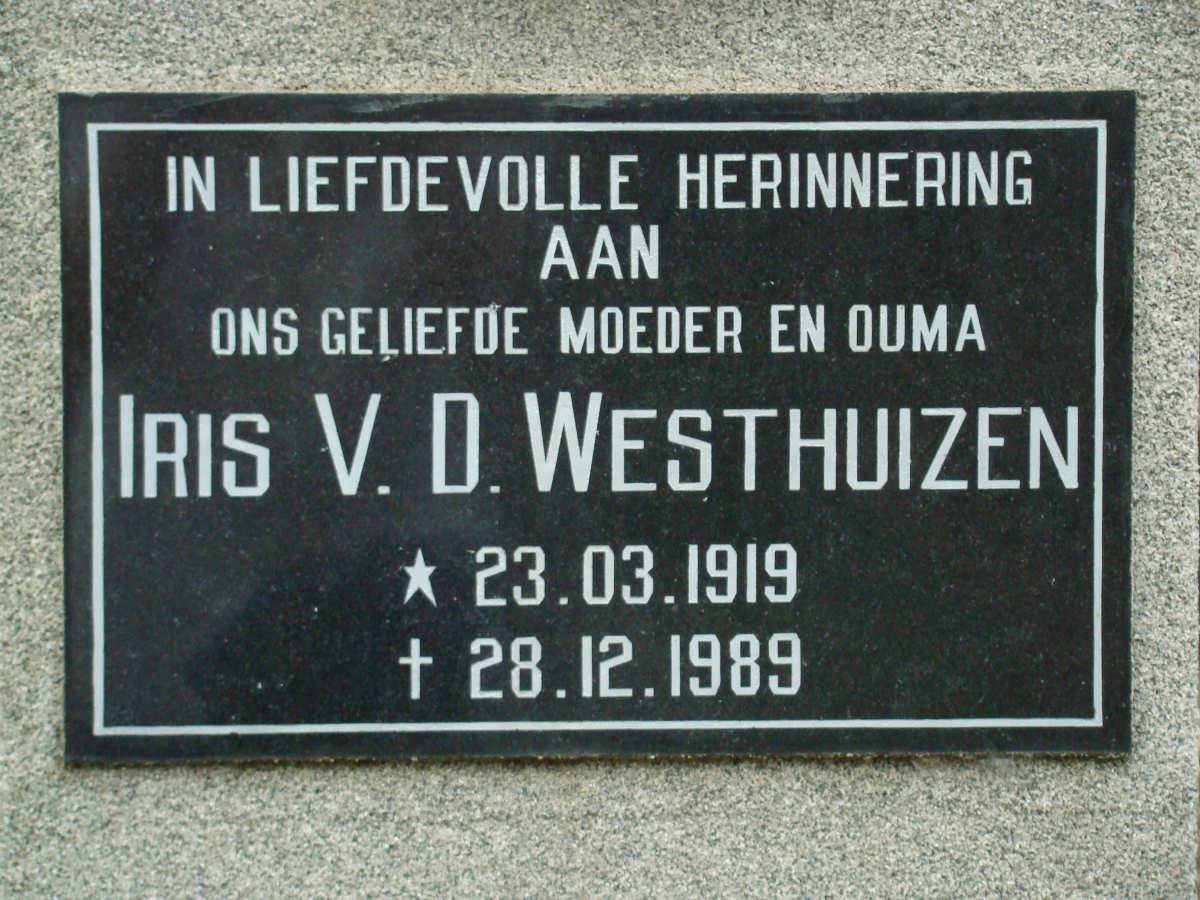 IN LIEFDEVOLLE HERINNERING
AAN
ONS GELIEFDE MOEDER EN OUMA
IRIS V. D. WESTHUIZEN
★ 23.03.1919
✝ 28.12.1989